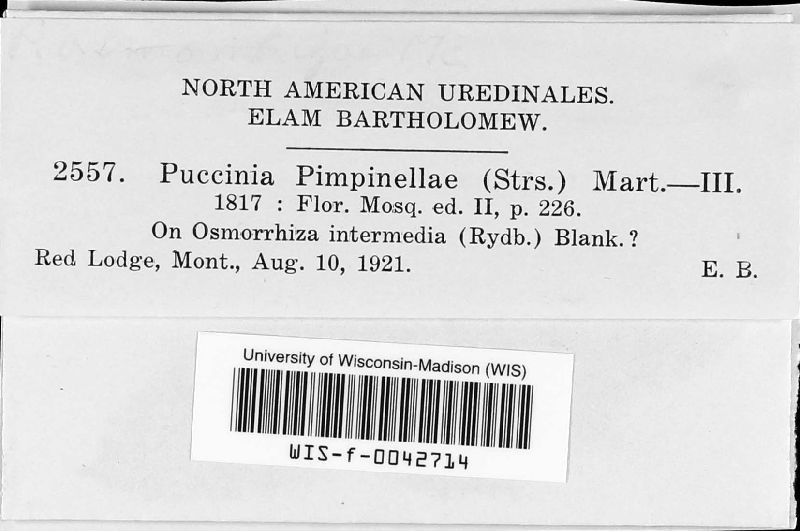 NORTH AMERICAN UREDINALES.
ELAM BARTHOLOMEW.
2557. Puccinia Pimpinellae (Strs.) Mart.—III.
1817 : Flor. Mosq. ed. II, p. 226.
On Osmorrhiza intermedia (Rydb.) Blank. ?
Red Lodge, Mont., Aug. 10, 1921. E. B.
University of Wisconsin-Madison (WIS)
WIS-f-0042714